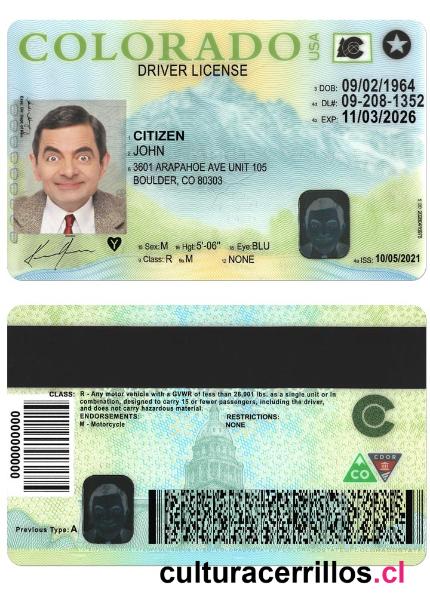 COLORADO USA
DRIVER LICENSE
3 DOB: 09/02/1964
4d DL#: 09-208-1352
4b EXP: 11/03/2026
1 CITIZEN
2 JOHN
8 3601 ARAPAHOE AVE UNIT 105
BOULDER, CO 80303
15 Sex:M 16 Hgt:5'-06" 18 Eye:BLU
9 Class: R 9a M 12 NONE
4a ISS: 10/05/2021
Y
CLASS: R - Any motor vehicle with a GVWR of less than 26,001 lbs. as a single unit or in
combination, designed to carry 15 or fewer passengers, including the driver,
and does not carry hazardous material.
ENDORSEMENTS: RESTRICTIONS:
M - Motorcycle NONE
0000000000
CO
CDOR
Previous Type: A
culturacerrillos.cl